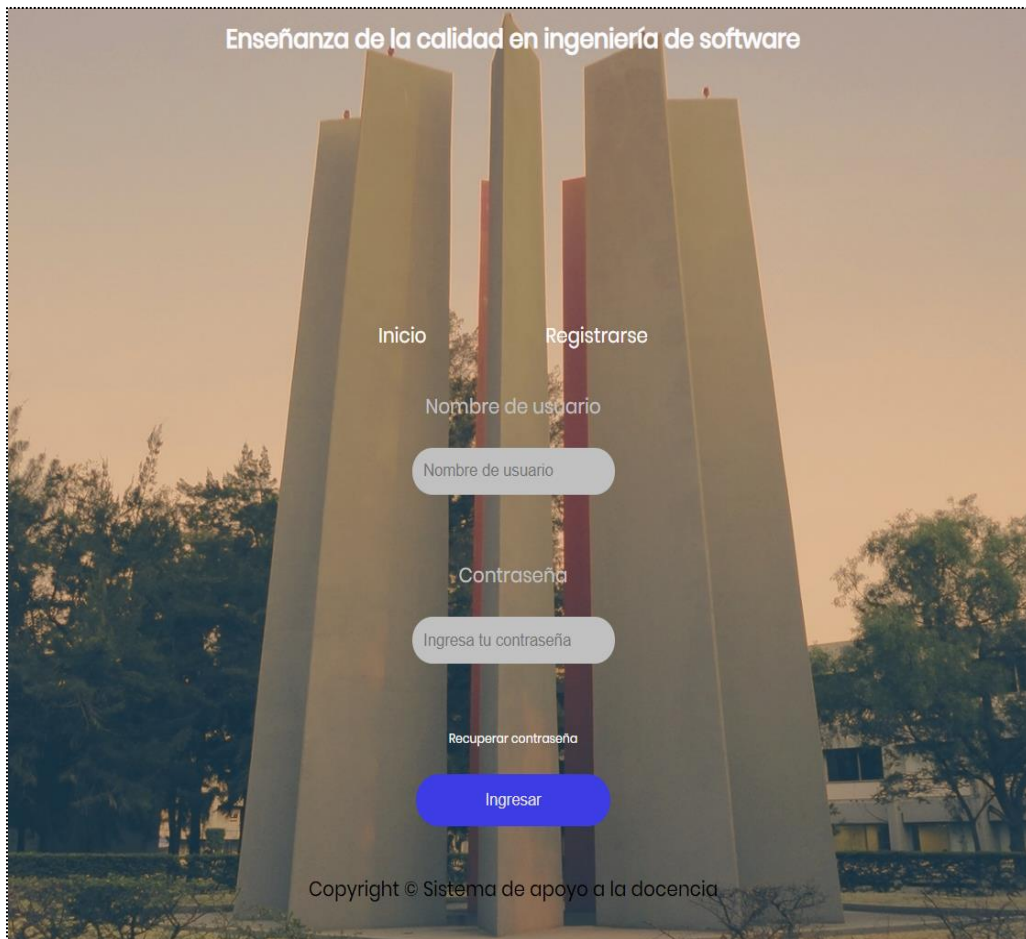 Enseñanza de la calidad en ingeniería de software
Inicio Registrarse
Nombre de usuario
Nombre de usuario
Contraseña
Ingresa tu contraseña
Recuperar contraseña
Ingresar
Copyright © Sistema de apoyo a la docencia